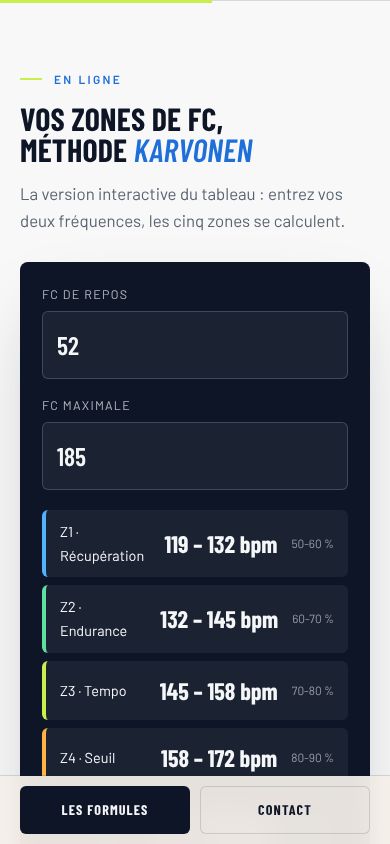 EN LIGNE
VOS ZONES DE FC,
MÉTHODE KARVONEN
La version interactive du tableau : entrez vos
deux fréquences, les cinq zones se calculent.
FC DE REPOS
52
FC MAXIMALE
185
Z1 · Récupération 119 – 132 bpm 50-60 %
Z2 · Endurance 132 – 145 bpm 60-70 %
Z3 · Tempo 145 – 158 bpm 70-80 %
Z4 · Seuil 158 – 172 bpm 80-90 %
LES FORMULES CONTACT